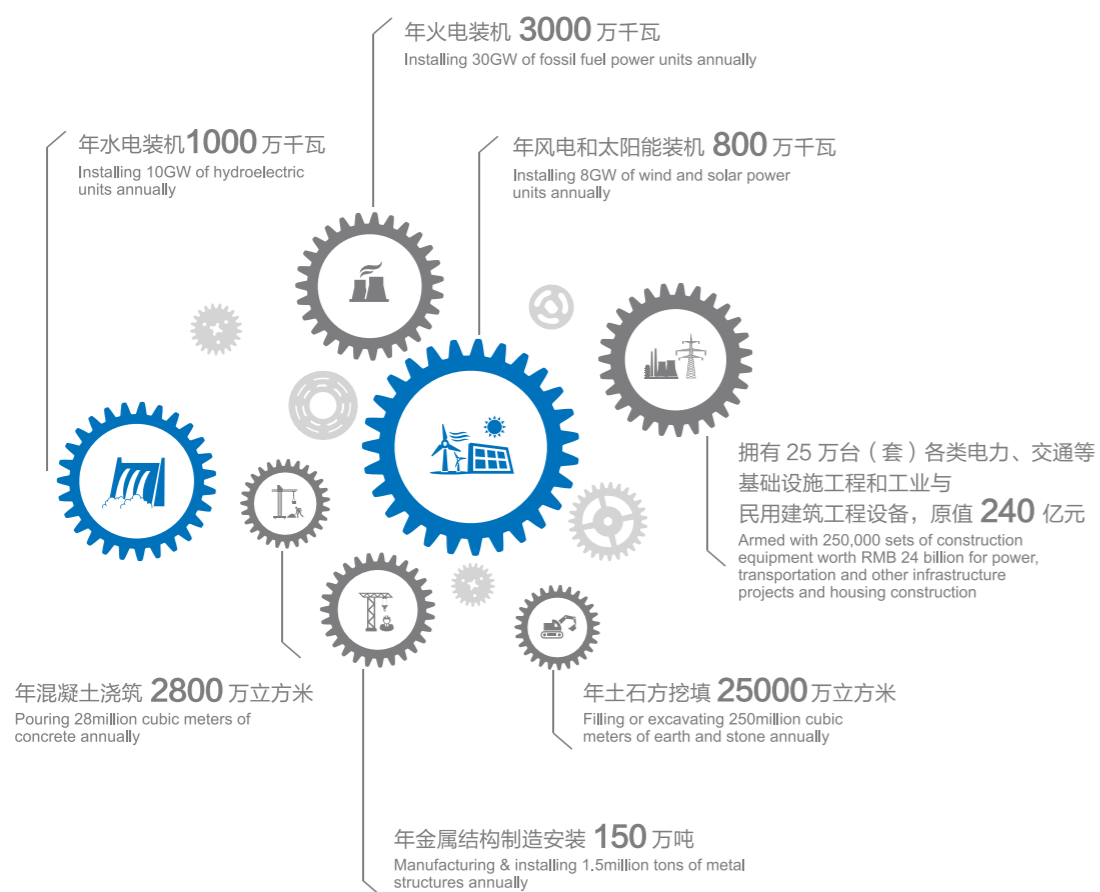 年火电装机 3000 万千瓦
Installing 30GW of fossil fuel power units annually
年水电装机1000 万千瓦
Installing 10GW of hydroelectric
units annually
年风电和太阳能装机 800 万千瓦
Installing 8GW of wind and solar power
units annually
拥有 25 万台（套）各类电力、交通等
基础设施工程和工业与
民用建筑工程设备，原值 240 亿元
Armed with 250,000 sets of construction
equipment worth RMB 24 billion for power,
transportation and other infrastructure
projects and housing construction
年混凝土浇筑 2800 万立方米
Pouring 28million cubic meters of
concrete annually
年土石方挖填 25000 万立方米
Filling or excavating 250million cubic
meters of earth and stone annually
年金属结构制造安装 150 万吨
Manufacturing & installing 1.5million tons of metal
structures annually